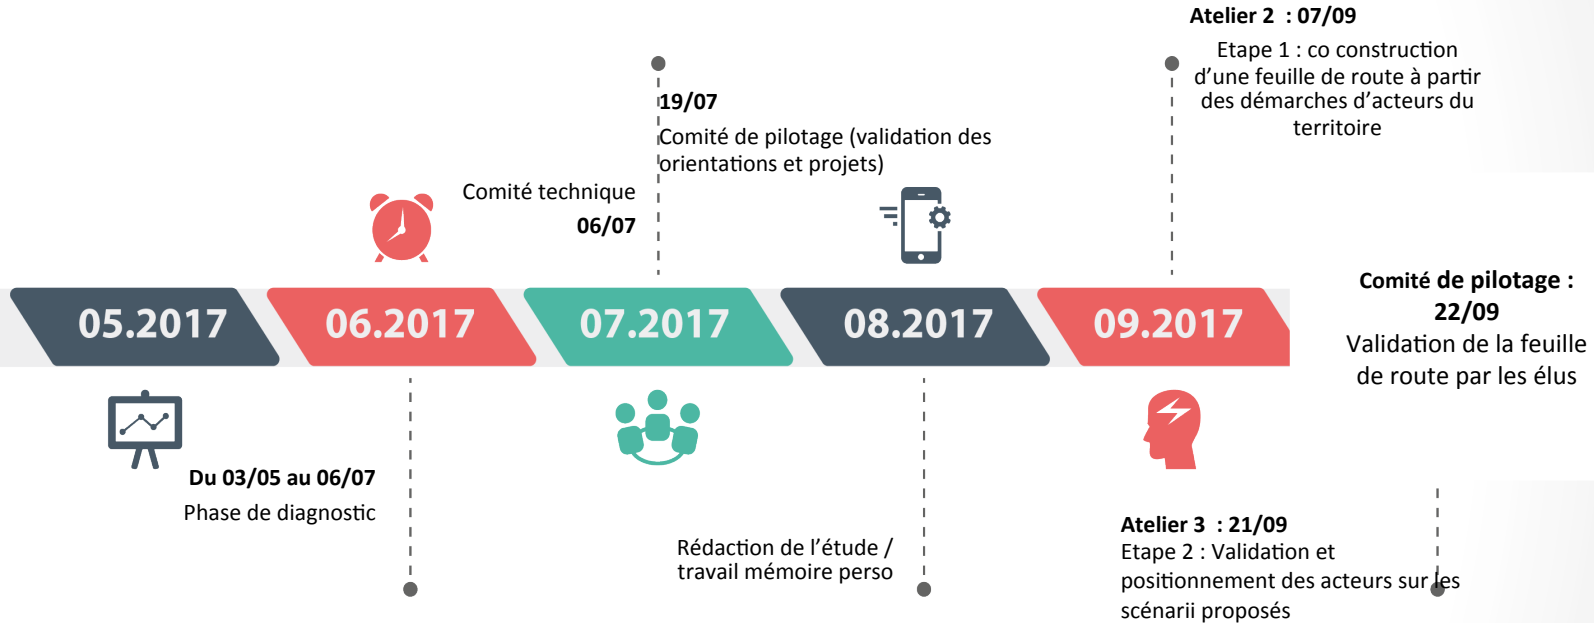 Atelier 2  : 07/09
Etape 1 : co construction
d’une feuille de route à partir
des démarches d’acteurs du
territoire
19/07
Comité de pilotage (validation des
orientations et projets)
Comité technique
06/07
05.2017
06.2017
07.2017
08.2017
09.2017
Comité de pilotage :
22/09
Validation de la feuille
de route par les élus
Du 03/05 au 06/07
Phase de diagnostic
Rédaction de l’étude /
travail mémoire perso
Atelier 3  : 21/09
Etape 2 : Validation et
positionnement des acteurs sur les
scénarii proposés